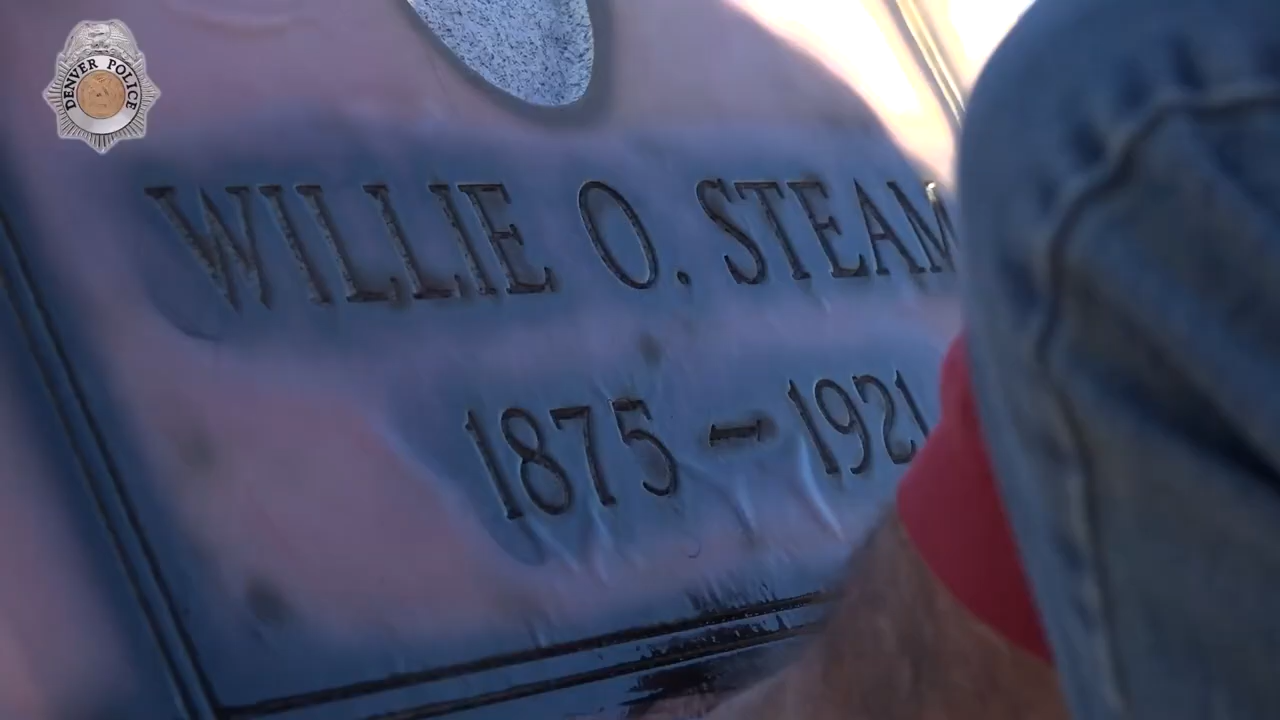 DENVER POLICE
WILLIE O. STEAM
1875 – 1921